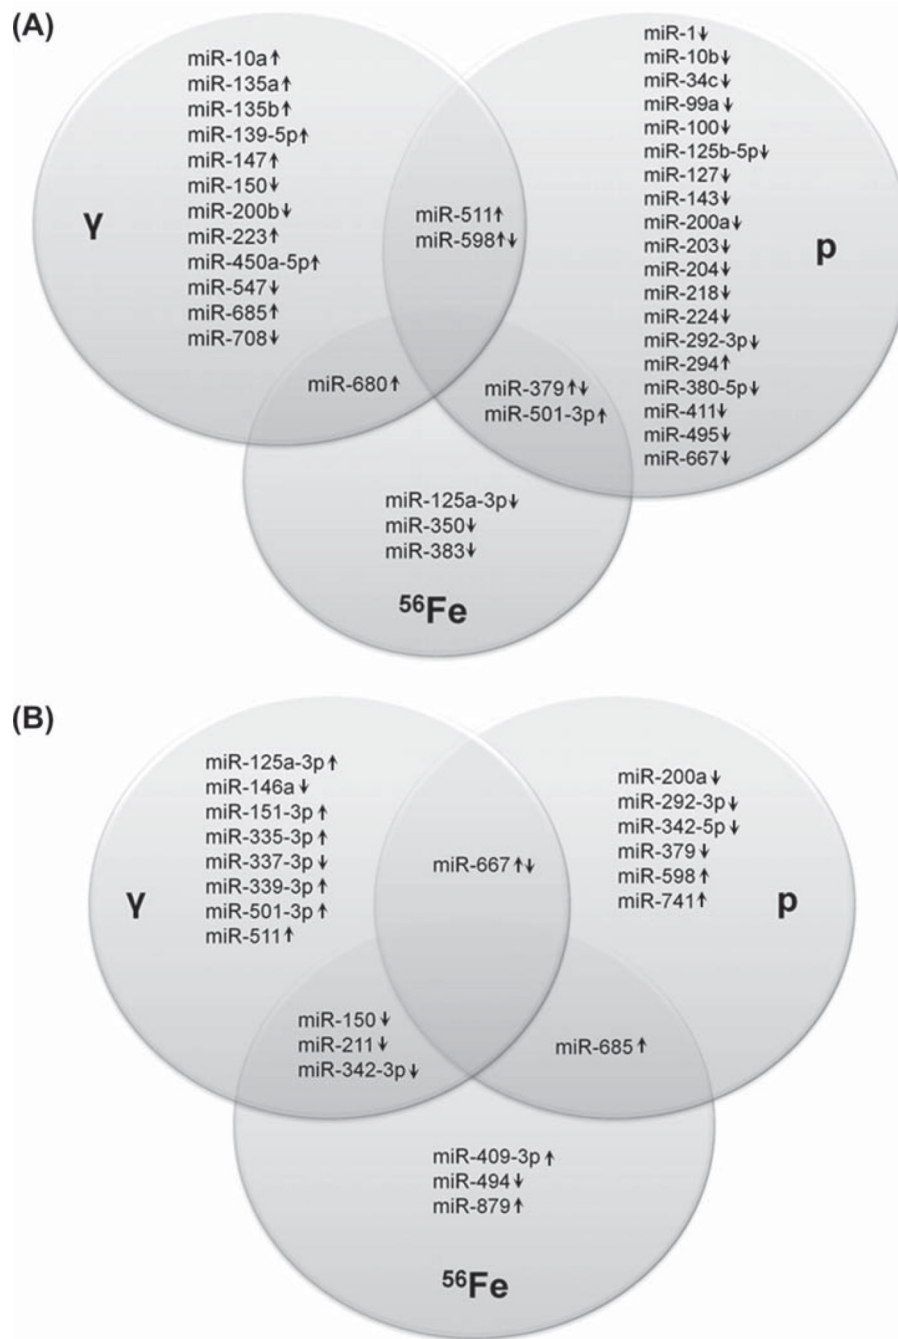 (A)
miR-10a↑
miR-135a↑
miR-135b↑
miR-139-5p↑
miR-147↑
miR-150↓
miR-200b↓
miR-223↑
miR-450a-5p↑
miR-547↓
miR-685↑
miR-708↓
γ
miR-511↑
miR-598↑↓
miR-1↓
miR-10b↓
miR-34c↓
miR-99a↓
miR-100↓
miR-125b-5p↓
miR-127↓
miR-143↓
miR-200a↓
miR-203↓
miR-204↓
miR-218↓
miR-224↓
miR-292-3p↓
miR-294↑
miR-380-5p↓
miR-411↓
miR-495↓
miR-667↓
p
miR-680↑
miR-379↑↓
miR-501-3p↑
miR-125a-3p↓
miR-350↓
miR-383↓
⁵⁶Fe
(B)
miR-125a-3p↑
miR-146a↓
miR-151-3p↑
miR-335-3p↑
miR-337-3p↓
miR-339-3p↑
miR-501-3p↑
miR-511↑
γ
miR-667↑↓
miR-200a↓
miR-292-3p↓
miR-342-5p↓
miR-379↓
miR-598↑
miR-741↑
p
miR-150↓
miR-211↓
miR-342-3p↓
miR-685↑
miR-409-3p↑
miR-494↓
miR-879↑
⁵⁶Fe